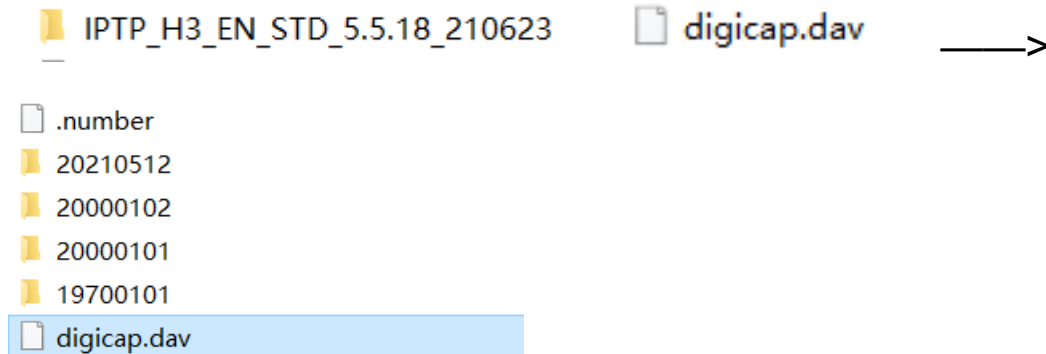 IPTP_H3_EN_STD_5.5.18_210623 digicap.dav ——>
.number
20210512
20000102
20000101
19700101
digicap.dav